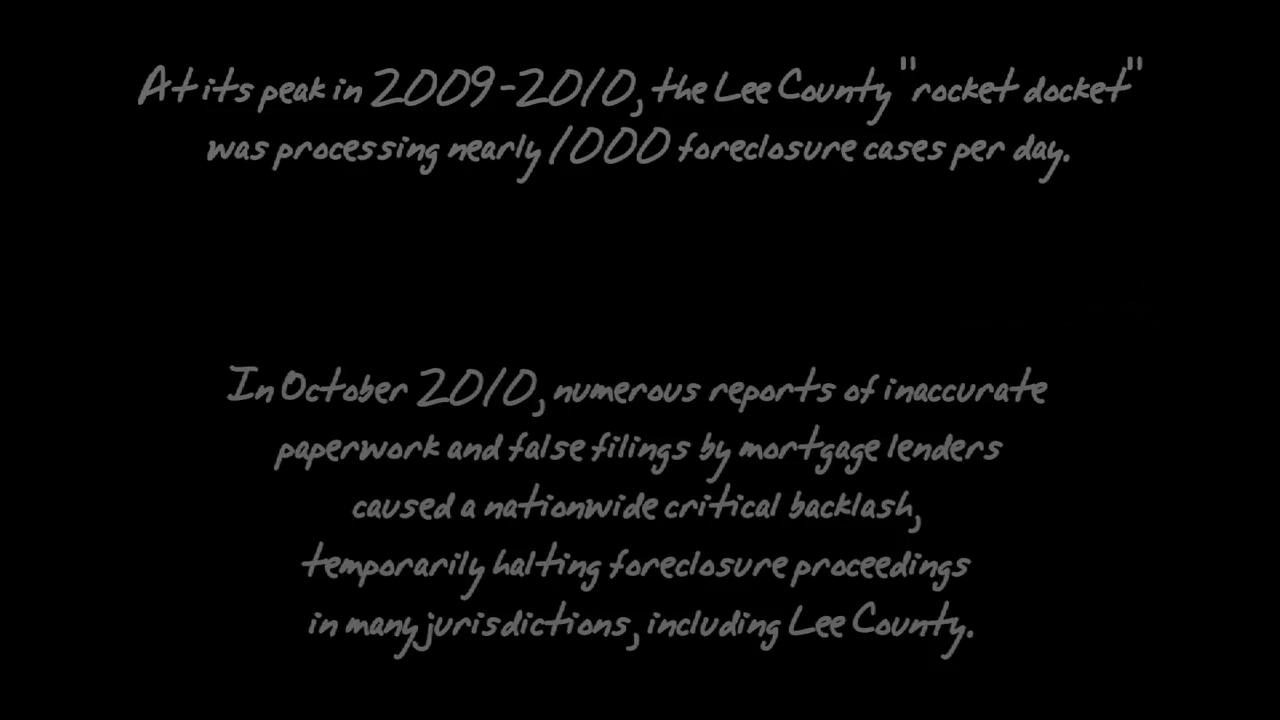 At its peak in 2009-2010, the Lee County "rocket docket"
was processing nearly 1000 foreclosure cases per day.
In October 2010, numerous reports of inaccurate
paperwork and false filings by mortgage lenders
caused a nationwide critical backlash,
temporarily halting foreclosure proceedings
in many jurisdictions, including Lee County.